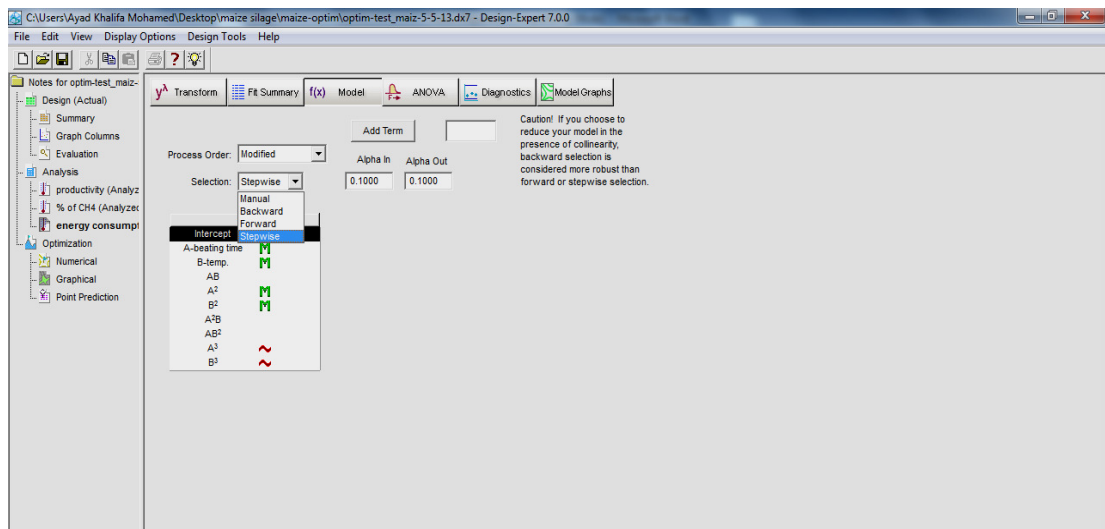 C:\Users\Ayad Khalifa Mohamed\Desktop\maize silage\maize-optim\optim-test_maiz-5-5-13.dx7 - Design-Expert 7.0.0
File Edit View Display Options Design Tools Help
Notes for optim-test_maiz-
Design (Actual)
Summary
Graph Columns
Evaluation
Analysis
productivity (Analyz
% of CH4 (Analyzed
energy consumpt
Optimization
Numerical
Graphical
Point Prediction
yλ Transform Fit Summary f(x) Model ANOVA Diagnostics Model Graphs
Add Term
Process Order: Modified
Selection: Stepwise
Manual
Backward
Forward
Stepwise
Alpha In Alpha Out
0.1000 0.1000
Caution! If you choose to
reduce your model in the
presence of collinearity,
backward selection is
considered more robust than
forward or stepwise selection.
Intercept
A-beating time M
B-temp. M
AB
A² M
B² M
A²B
AB²
A³ ~
B³ ~